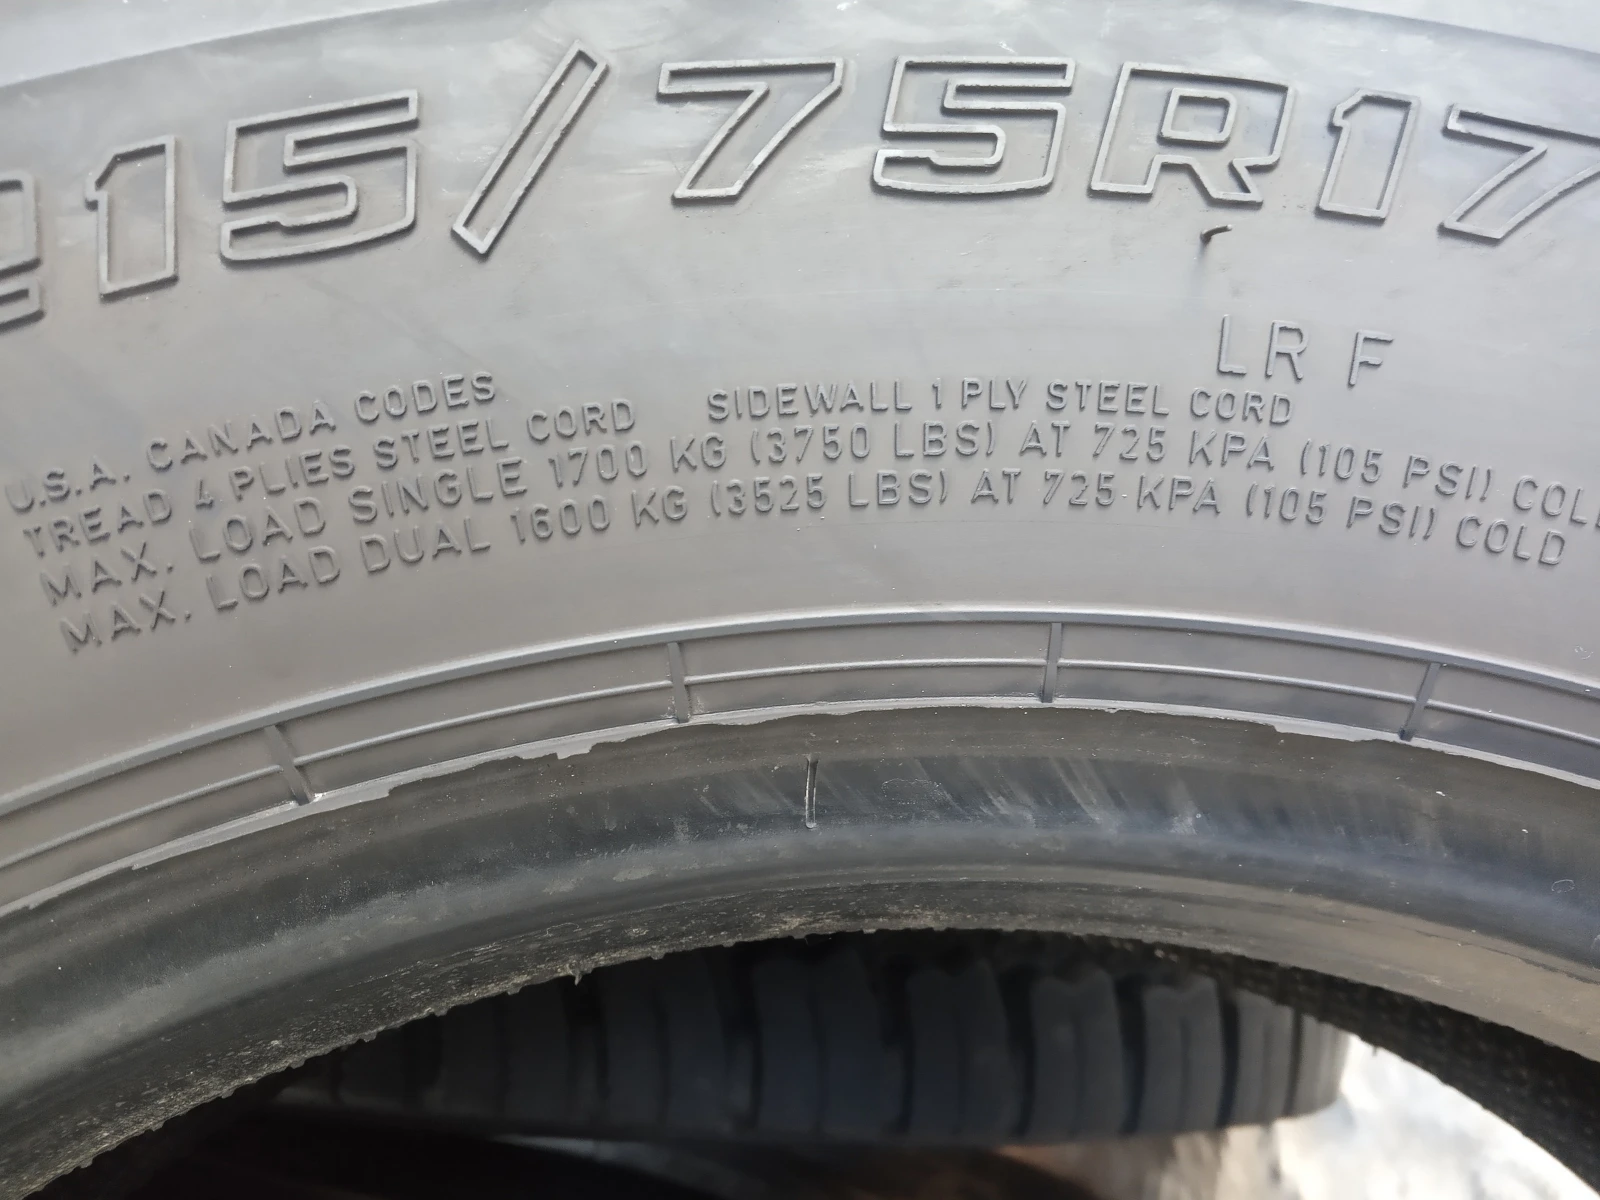 215/75R17
LR F
U.S.A. CANADA CODES
TREAD 4 PLIES STEEL CORD SIDEWALL 1 PLY STEEL CORD
MAX. LOAD SINGLE 1700 KG (3750 LBS) AT 725 KPA (105 PSI) COLD
MAX. LOAD DUAL 1600 KG (3525 LBS) AT 725 KPA (105 PSI) COLD